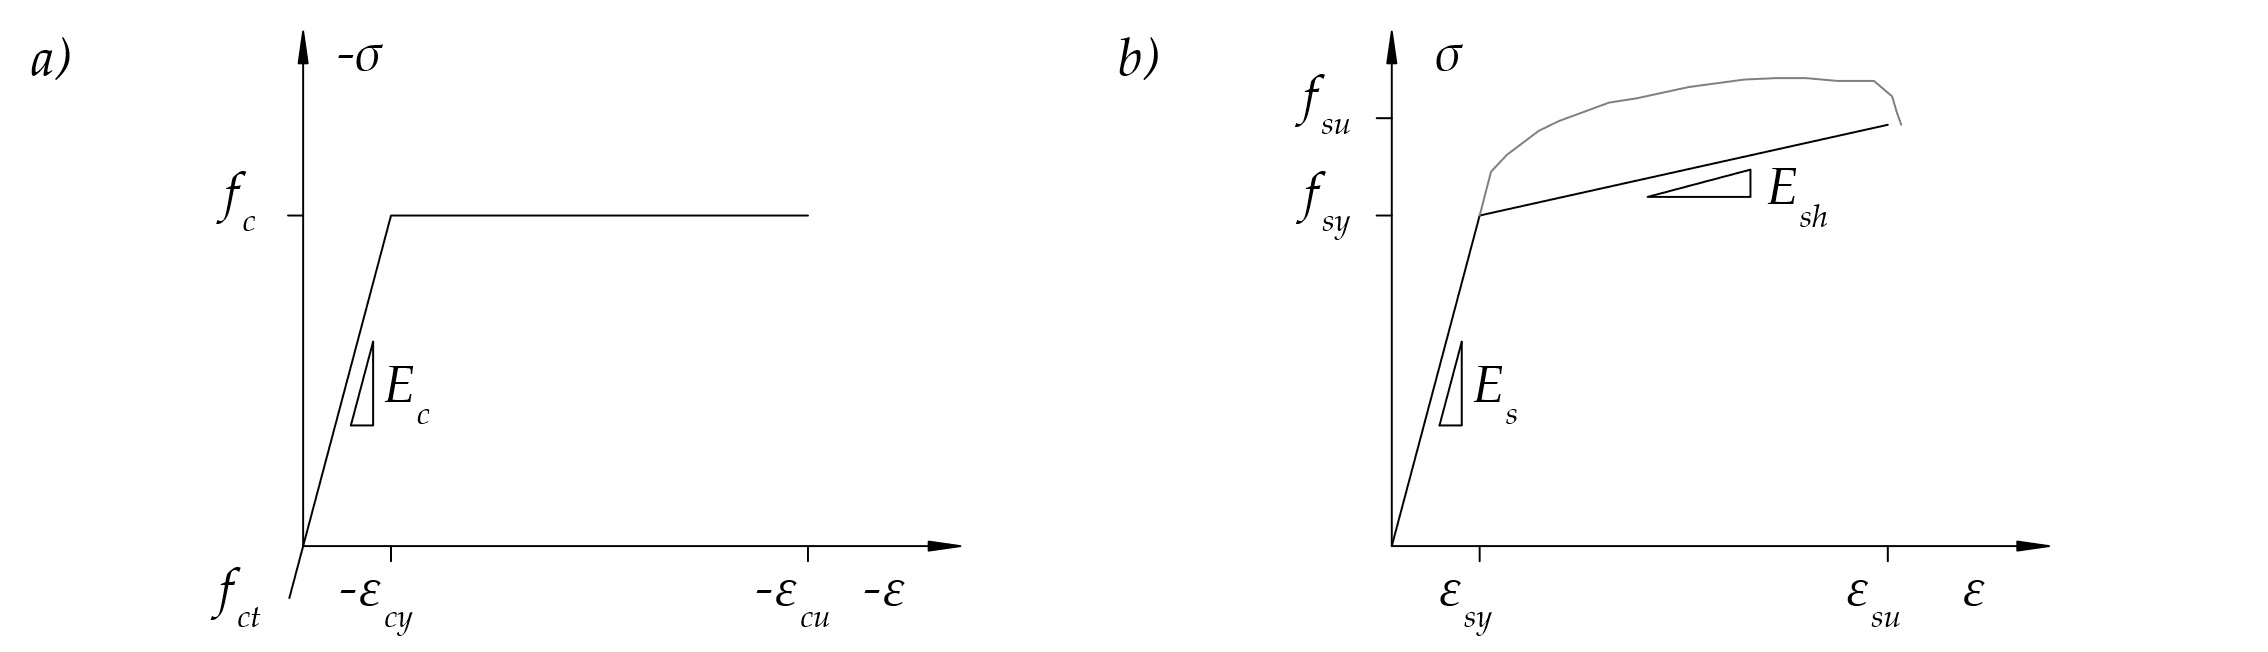 a)
-σ
f_c
E_c
f_ct
-ε_cy
-ε_cu
-ε
b)
σ
f_su
f_sy
E_sh
E_s
ε_sy
ε_su
ε